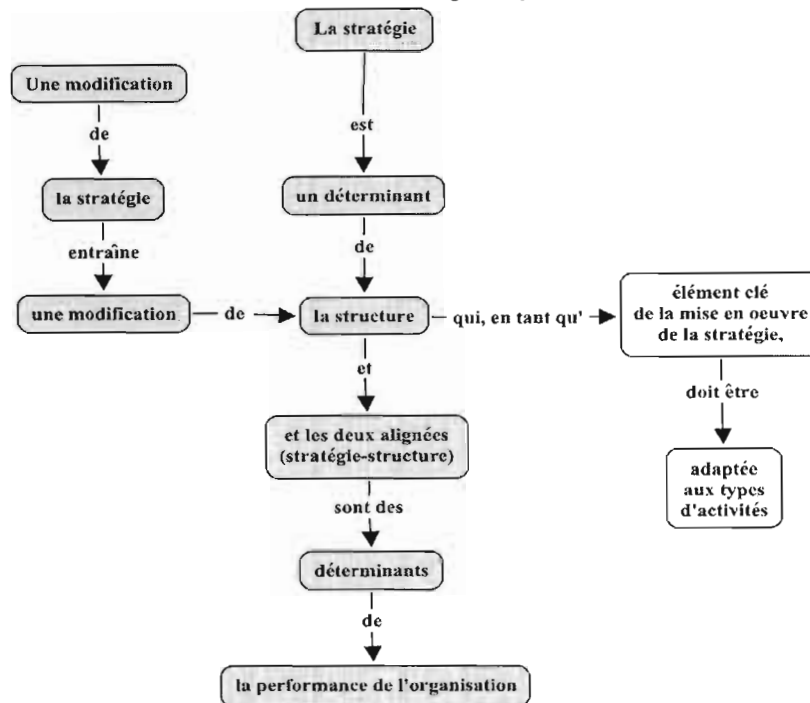 La stratégie
Une modification
est
de
la stratégie
un déterminant
entraîne
de
une modification
de
la structure
qui, en tant qu'
élément clé
de la mise en oeuvre
de la stratégie,
et
doit être
et les deux alignées
(stratégie-structure)
adaptée
aux types
d'activités
sont des
déterminants
de
la performance de l'organisation